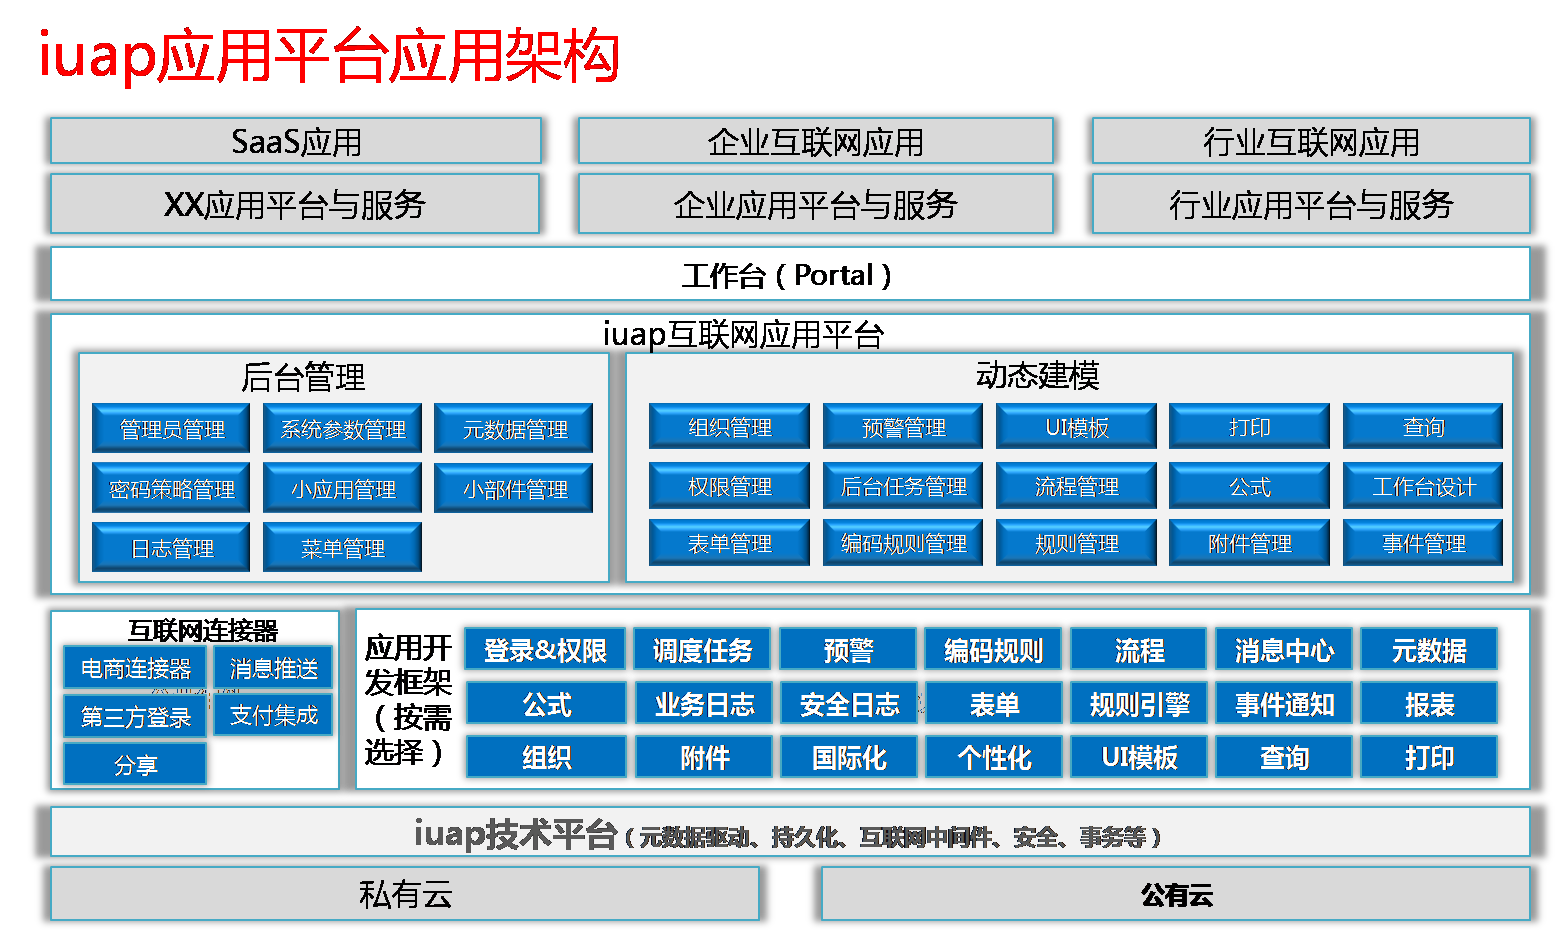 iuap应用平台应用架构
SaaS应用
企业互联网应用
行业互联网应用
XX应用平台与服务
企业应用平台与服务
行业应用平台与服务
工作台（Portal）
iuap互联网应用平台
后台管理
管理员管理
系统参数管理
元数据管理
密码策略管理
小应用管理
小部件管理
日志管理
菜单管理
动态建模
组织管理
预警管理
UI模板
打印
查询
权限管理
后台任务管理
流程管理
公式
工作台设计
表单管理
编码规则管理
规则管理
附件管理
事件管理
互联网连接器
电商连接器
消息推送
第三方登录
支付集成
分享
应用开
发框架
（按需
选择）
登录&权限
调度任务
预警
编码规则
流程
消息中心
元数据
公式
业务日志
安全日志
表单
规则引擎
事件通知
报表
组织
附件
国际化
个性化
UI模板
查询
打印
iuap技术平台（元数据驱动、持久化、互联网中间件、安全、事务等）
私有云
公有云